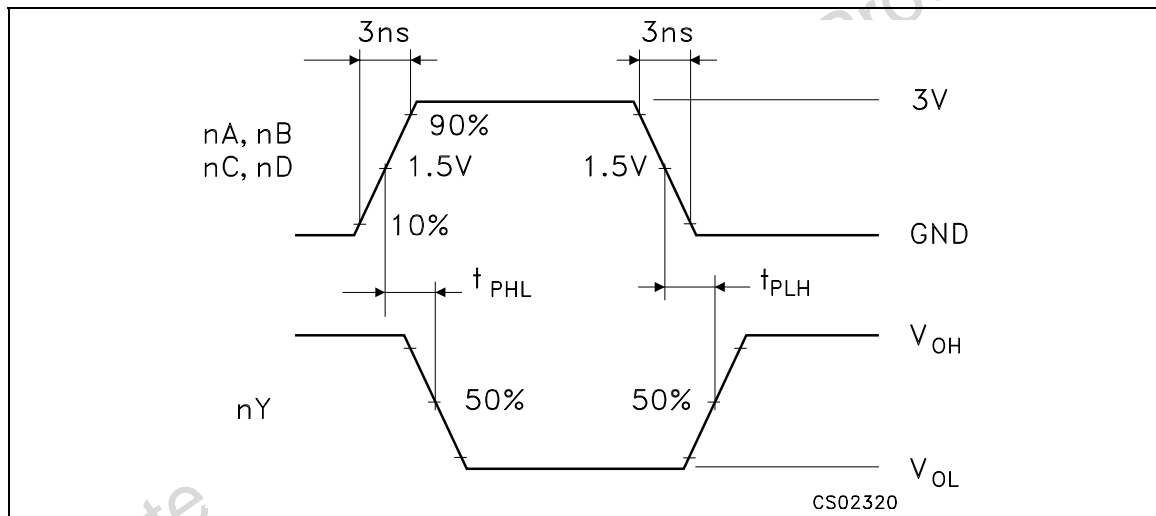 3ns 3ns
3V
90%
nA, nB
nC, nD
1.5V 1.5V
10%
GND
t PHL tPLH
VOH
50% 50%
nY
VOL
CS02320